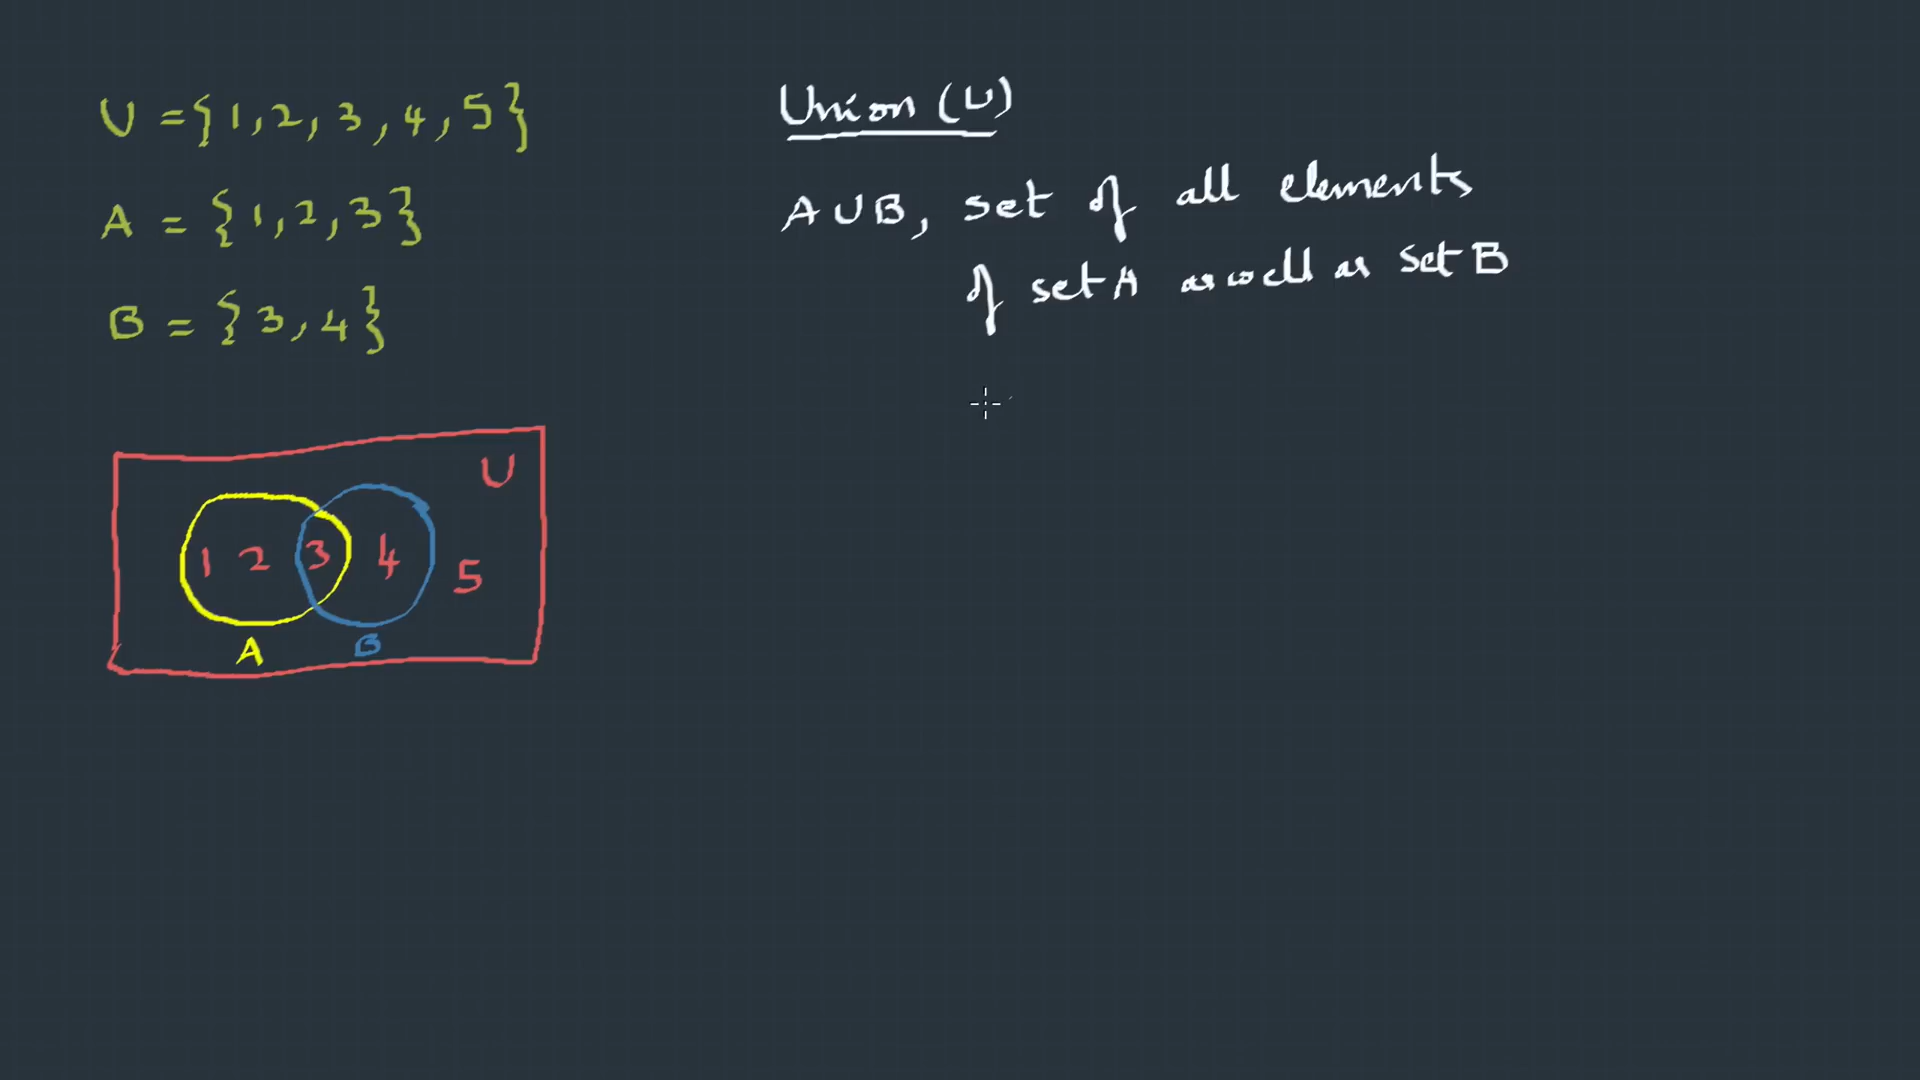 U = {1, 2, 3, 4, 5}
A = {1, 2, 3}
B = {3, 4}
U
1 2 3 4 5
A B
Union (∪)
A ∪ B, set of all elements
of set A as well as set B